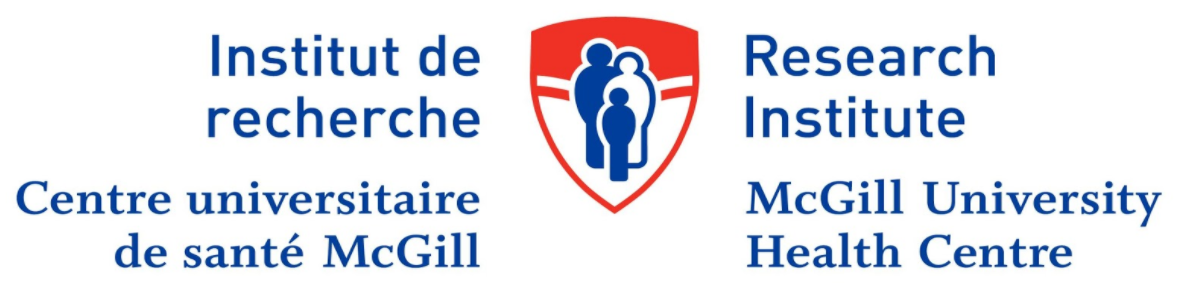 Institut de
recherche
Centre universitaire
de santé McGill
Research
Institute
McGill University
Health Centre